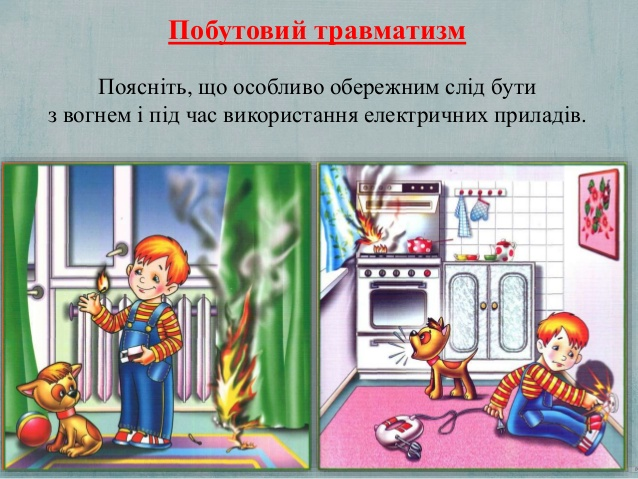 Побутовий травматизм
Поясніть, що особливо обережним слід бути
з вогнем і під час використання електричних приладів.